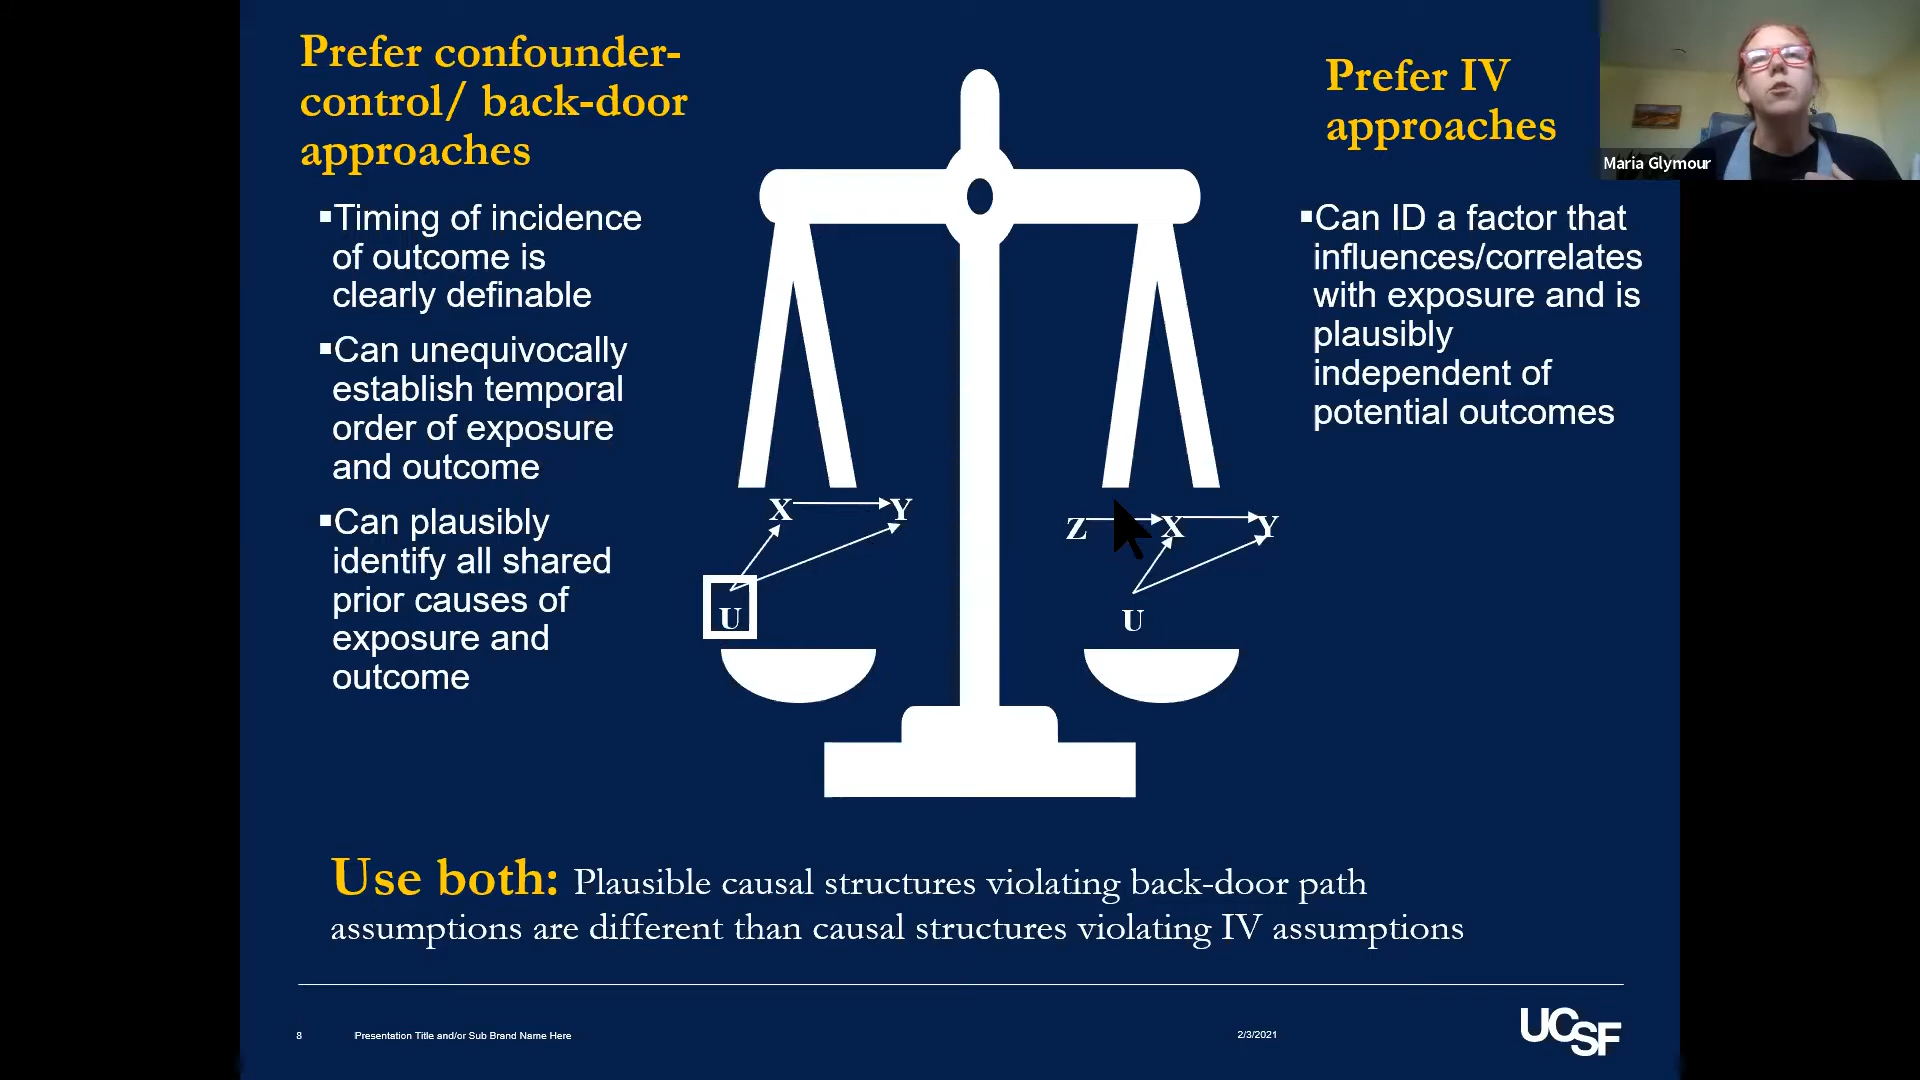 Prefer confounder-
control/ back-door
approaches
▪Timing of incidence
of outcome is
clearly definable
▪Can unequivocally
establish temporal
order of exposure
and outcome
▪Can plausibly
identify all shared
prior causes of
exposure and
outcome
X Y
U
Prefer IV
approaches
Maria Glymour
▪Can ID a factor that
influences/correlates
with exposure and is
plausibly
independent of
potential outcomes
Z X Y
U
Use both: Plausible causal structures violating back-door path
assumptions are different than causal structures violating IV assumptions
8 Presentation Title and/or Sub Brand Name Here 2/3/2021
UCSF